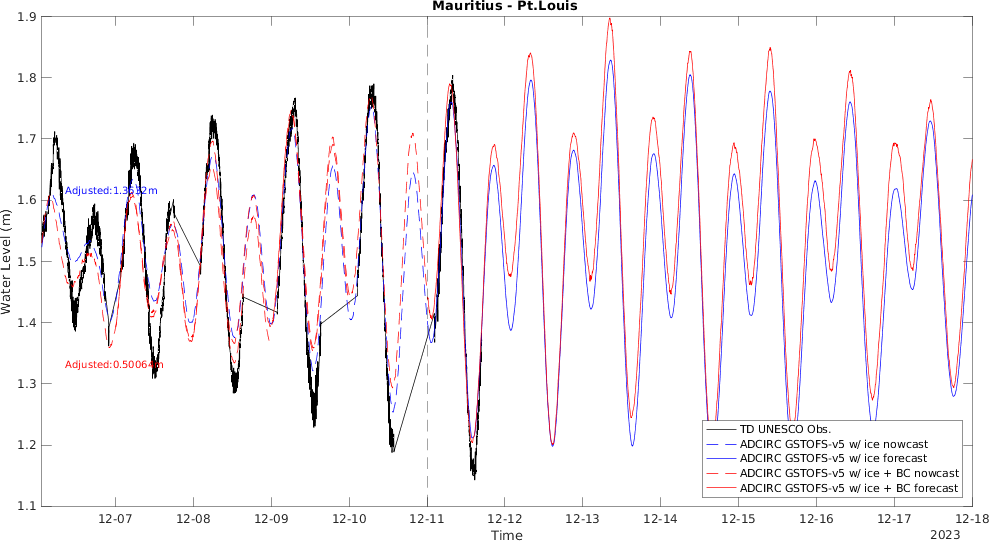 Mauritius - Pt.Louis
1.9
1.8
1.7
1.6
1.5
1.4
1.3
1.2
1.1
Water Level (m)
Adjusted:1.3532m
Adjusted:0.50064m
TD UNESCO Obs.
ADCIRC GSTOFS-v5 w/ ice nowcast
ADCIRC GSTOFS-v5 w/ ice forecast
ADCIRC GSTOFS-v5 w/ ice + BC nowcast
ADCIRC GSTOFS-v5 w/ ice + BC forecast
12-07 12-08 12-09 12-10 12-11 12-12 12-13 12-14 12-15 12-16 12-17 12-18
Time
2023